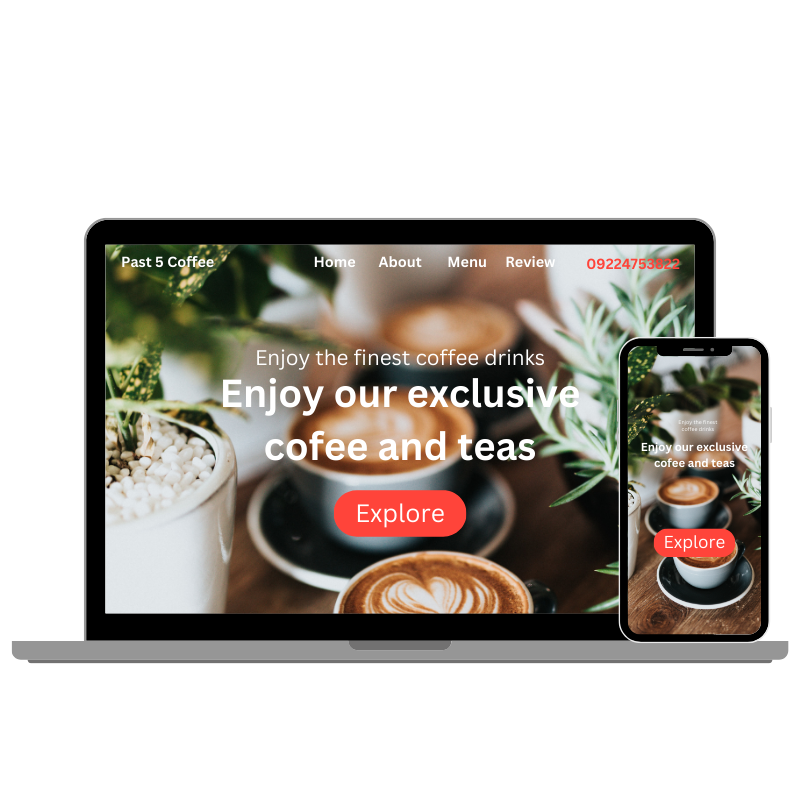 Past 5 Coffee Home About Menu Review 09224753822
Enjoy the finest coffee drinks
Enjoy our exclusive
cofee and teas
Explore
Enjoy the finest
coffee drinks
Enjoy our exclusive
cofee and teas
Explore